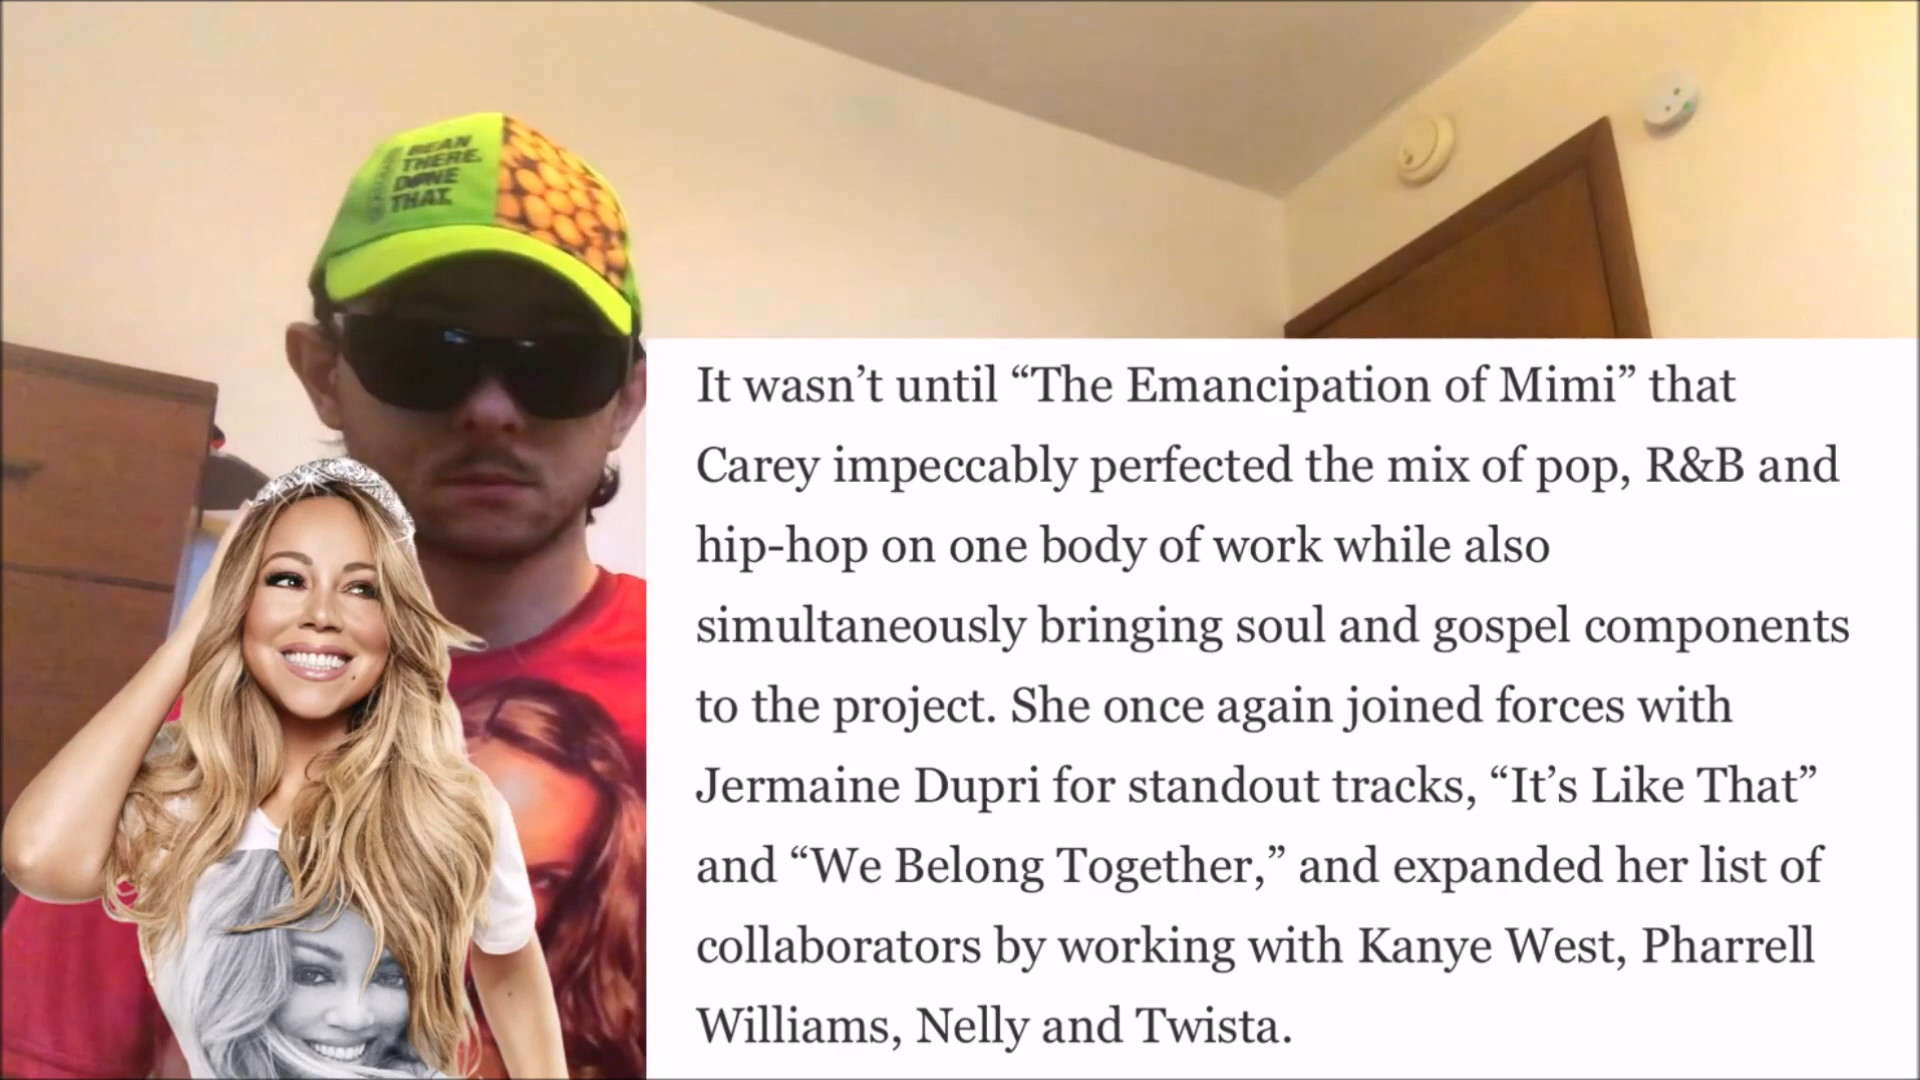 BEAN
THERE,
DONE
THAT.
It wasn’t until “The Emancipation of Mimi” that
Carey impeccably perfected the mix of pop, R&B and
hip-hop on one body of work while also
simultaneously bringing soul and gospel components
to the project. She once again joined forces with
Jermaine Dupri for standout tracks, “It’s Like That”
and “We Belong Together,” and expanded her list of
collaborators by working with Kanye West, Pharrell
Williams, Nelly and Twista.